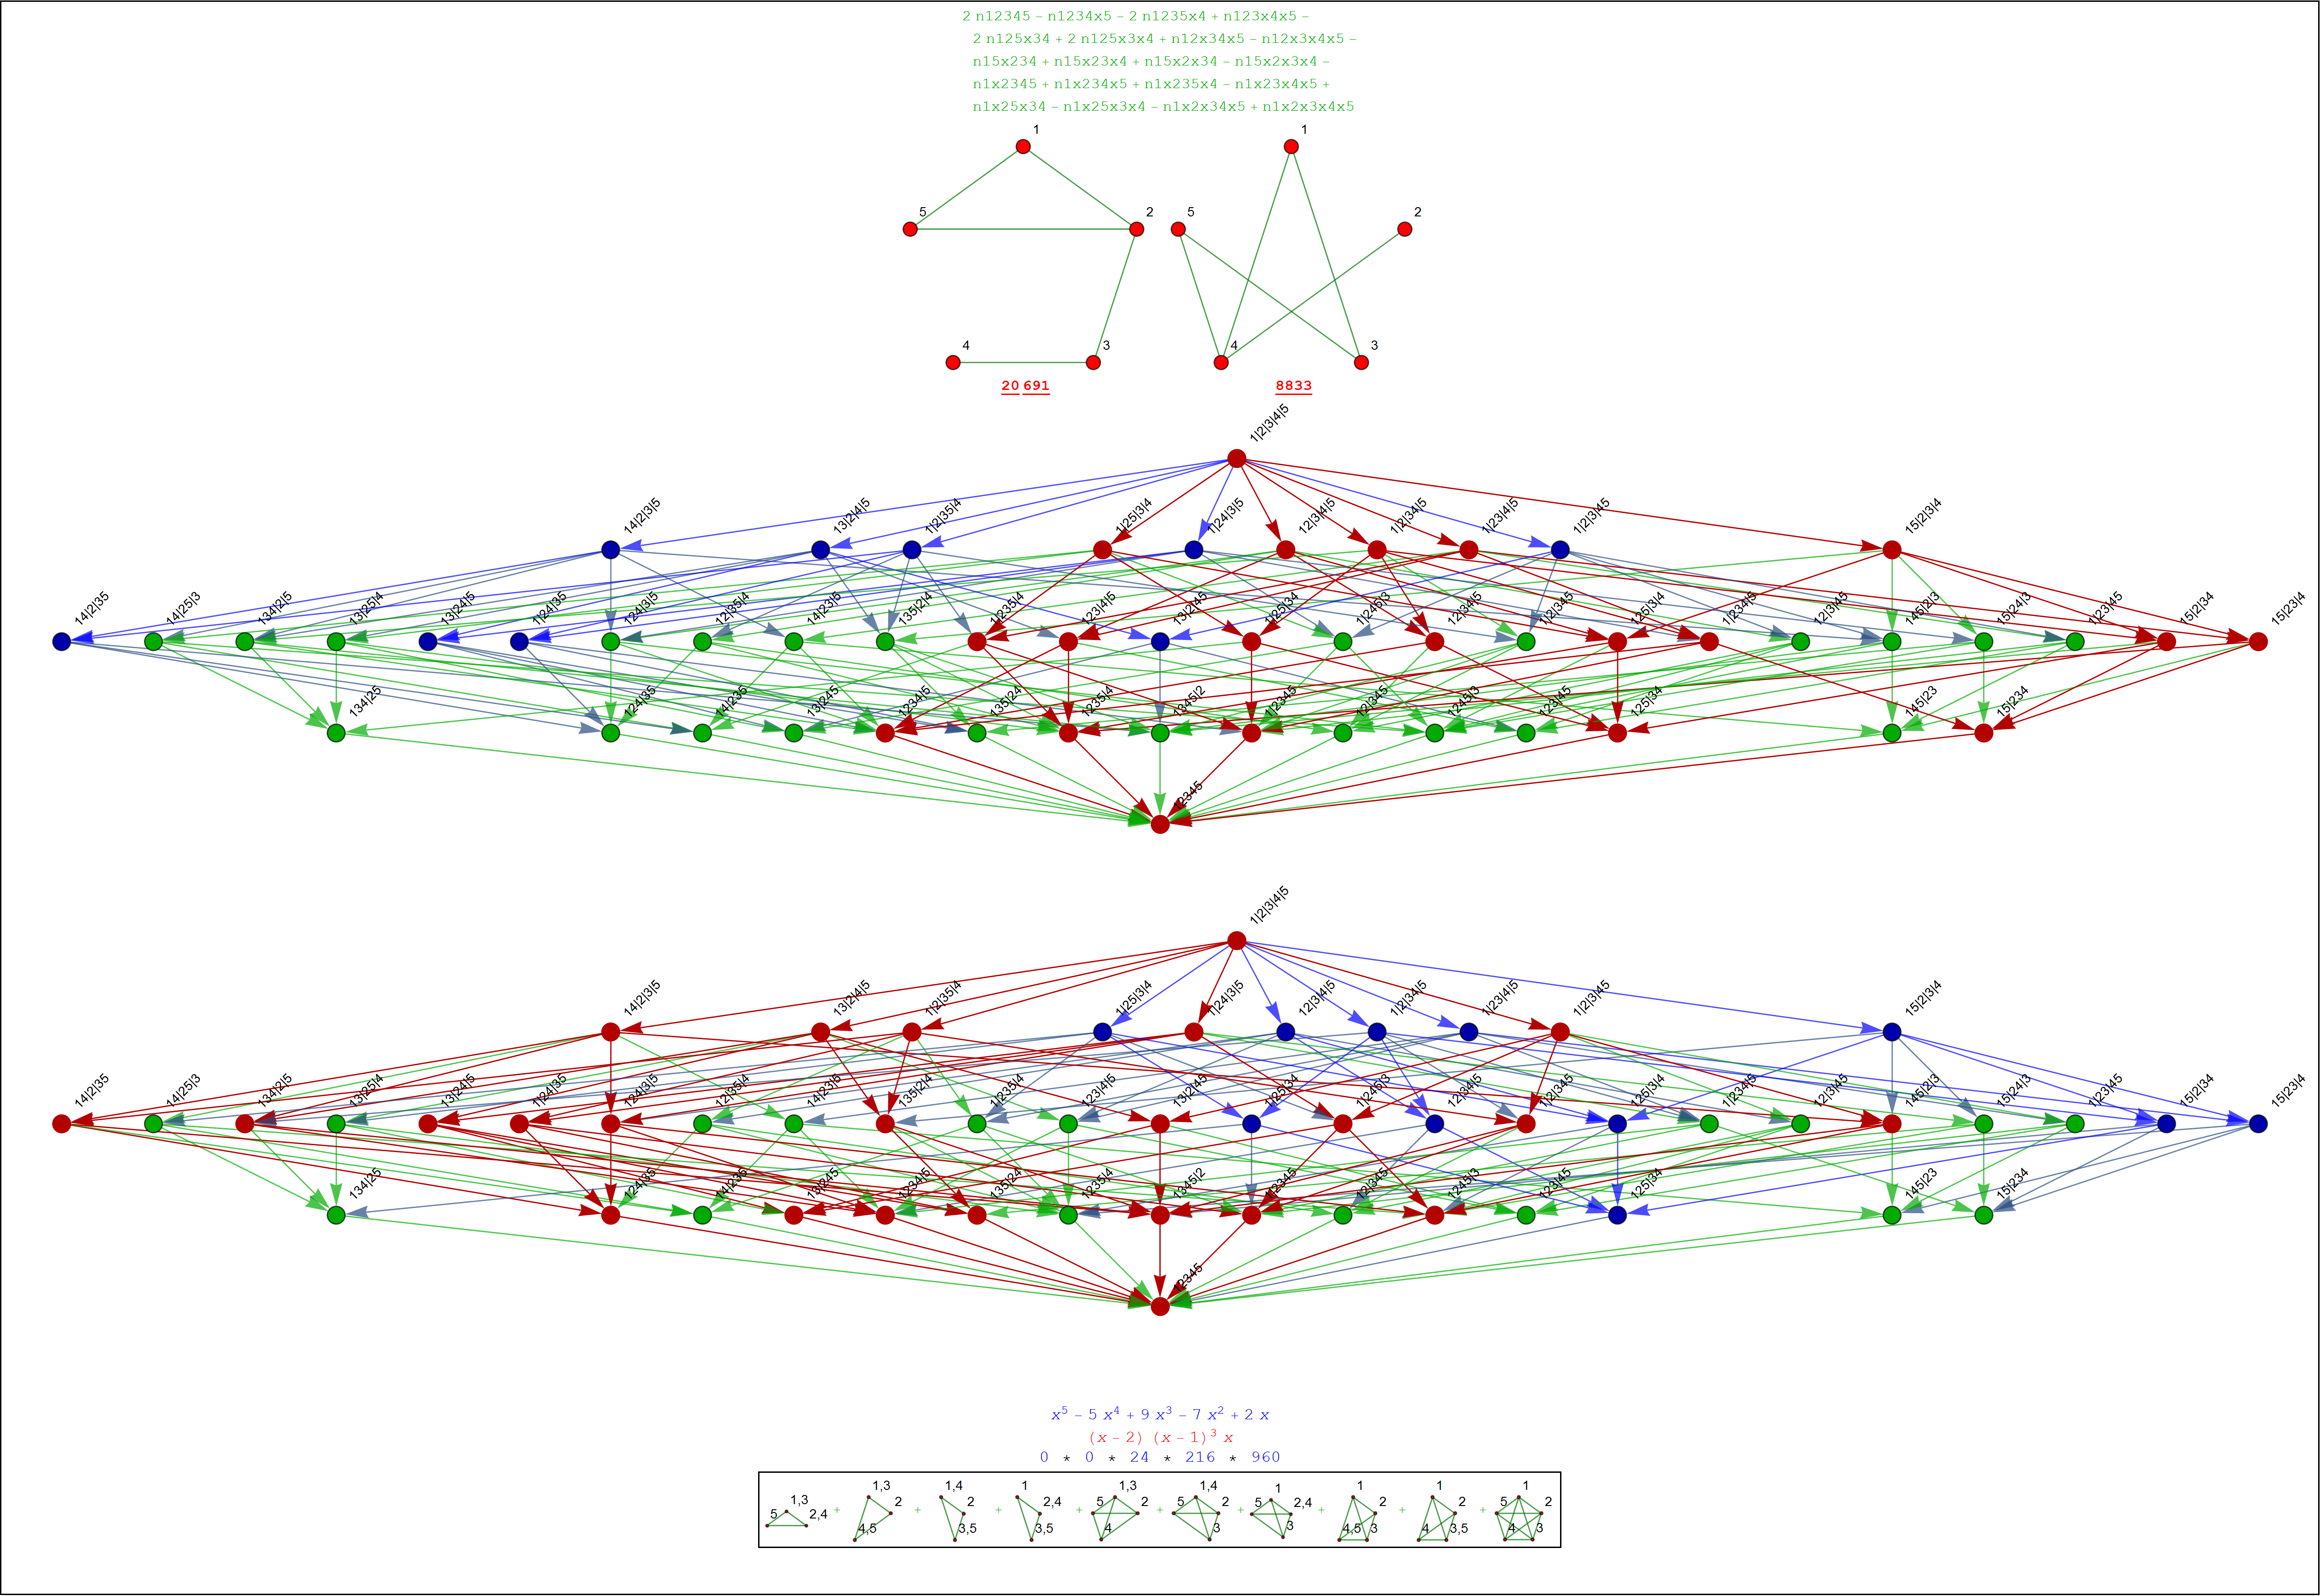 2 n12345 – n1234x5 – 2 n1235x4 + n123x4x5 –
2 n125x34 + 2 n125x3x4 + n12x34x5 – n12x3x4x5 –
n15x234 + n15x23x4 + n15x2x34 – n15x2x3x4 –
n1x2345 + n1x234x5 + n1x235x4 – n1x23x4x5 +
n1x25x34 – n1x25x3x4 – n1x2x34x5 + n1x2x3x4x5
1 1
5 2 5 2
4 3 4 3
20 691 8833
1|2|3|4|5
14|2|3|5 13|2|4|5 1|2|35|4 1|25|3|4 1|24|3|5 12|3|4|5 1|2|34|5 1|23|4|5 1|2|3|45 15|2|3|4
14|2|35 14|25|3 134|2|5 13|25|4 13|24|5 1|24|35 124|3|5 12|35|4 14|23|5 135|2|4 1|235|4 123|4|5 13|2|45 1|25|34 1|245|3 12|34|5 1|2|345 125|3|4 1|234|5 12|3|45 145|2|3 15|24|3 1|23|45 15|2|34 15|23|4
134|25 124|35 14|235 13|245 1234|5 135|24 1235|4 1345|2 1|2345 12|345 1245|3 123|45 125|34 145|23 15|234
12345
1|2|3|4|5
14|2|3|5 13|2|4|5 1|2|35|4 1|25|3|4 1|24|3|5 12|3|4|5 1|2|34|5 1|23|4|5 1|2|3|45 15|2|3|4
14|2|35 14|25|3 134|2|5 13|25|4 13|24|5 1|24|35 124|3|5 12|35|4 14|23|5 135|2|4 1|235|4 123|4|5 13|2|45 1|25|34 1|245|3 12|34|5 1|2|345 125|3|4 1|234|5 12|3|45 145|2|3 15|24|3 1|23|45 15|2|34 15|23|4
134|25 124|35 14|235 13|245 1234|5 135|24 1235|4 1345|2 1|2345 12|345 1245|3 123|45 125|34 145|23 15|234
12345
x⁵ – 5 x⁴ + 9 x³ – 7 x² + 2 x
(x – 2) (x – 1)³ x
0 * 0 * 24 * 216 * 960
1,3 5 2,4 + 1,3 2 4,5 + 1,4 2 3,5 + 1 2,4 3,5 + 1,3 5 2 4 + 1,4 5 2 3 + 1 5 2,4 3 + 1 2 4,5 3 + 1 2 4 3,5 + 1 5 2 4 3